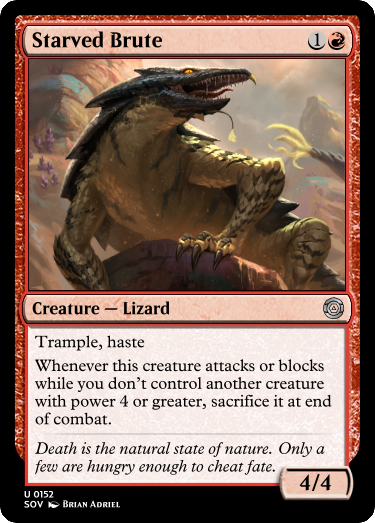 Starved Brute 1
Creature — Lizard
Trample, haste
Whenever this creature attacks or blocks
while you don't control another creature
with power 4 or greater, sacrifice it at end
of combat.
Death is the natural state of nature. Only a
few are hungry enough to cheat fate.
4/4
U 0152
SOV Brian Adriel